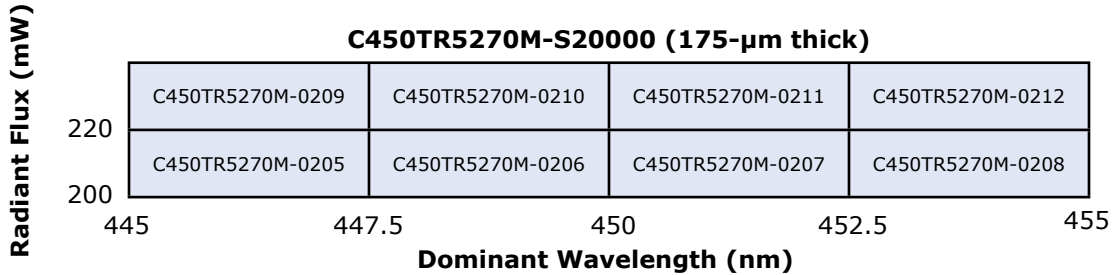 C450TR5270M-S20000 (175-µm thick)
Radiant Flux (mW)
C450TR5270M-0209 C450TR5270M-0210 C450TR5270M-0211 C450TR5270M-0212
220
C450TR5270M-0205 C450TR5270M-0206 C450TR5270M-0207 C450TR5270M-0208
200
445 447.5 450 452.5 455
Dominant Wavelength (nm)